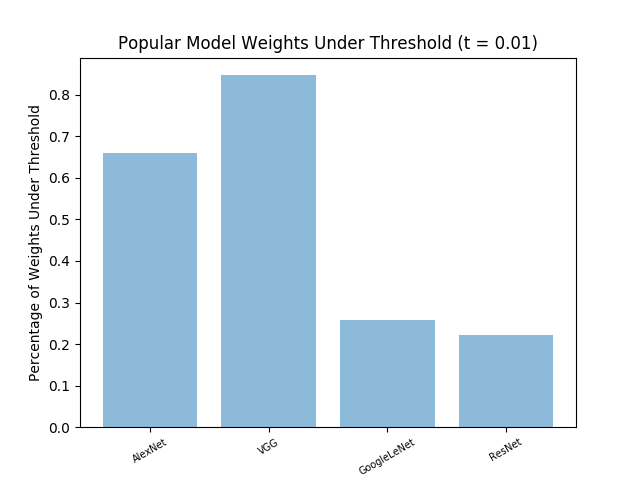 Popular Model Weights Under Threshold (t = 0.01)
Percentage of Weights Under Threshold
0.8
0.7
0.6
0.5
0.4
0.3
0.2
0.1
0.0
AlexNet
VGG
GoogleLeNet
ResNet